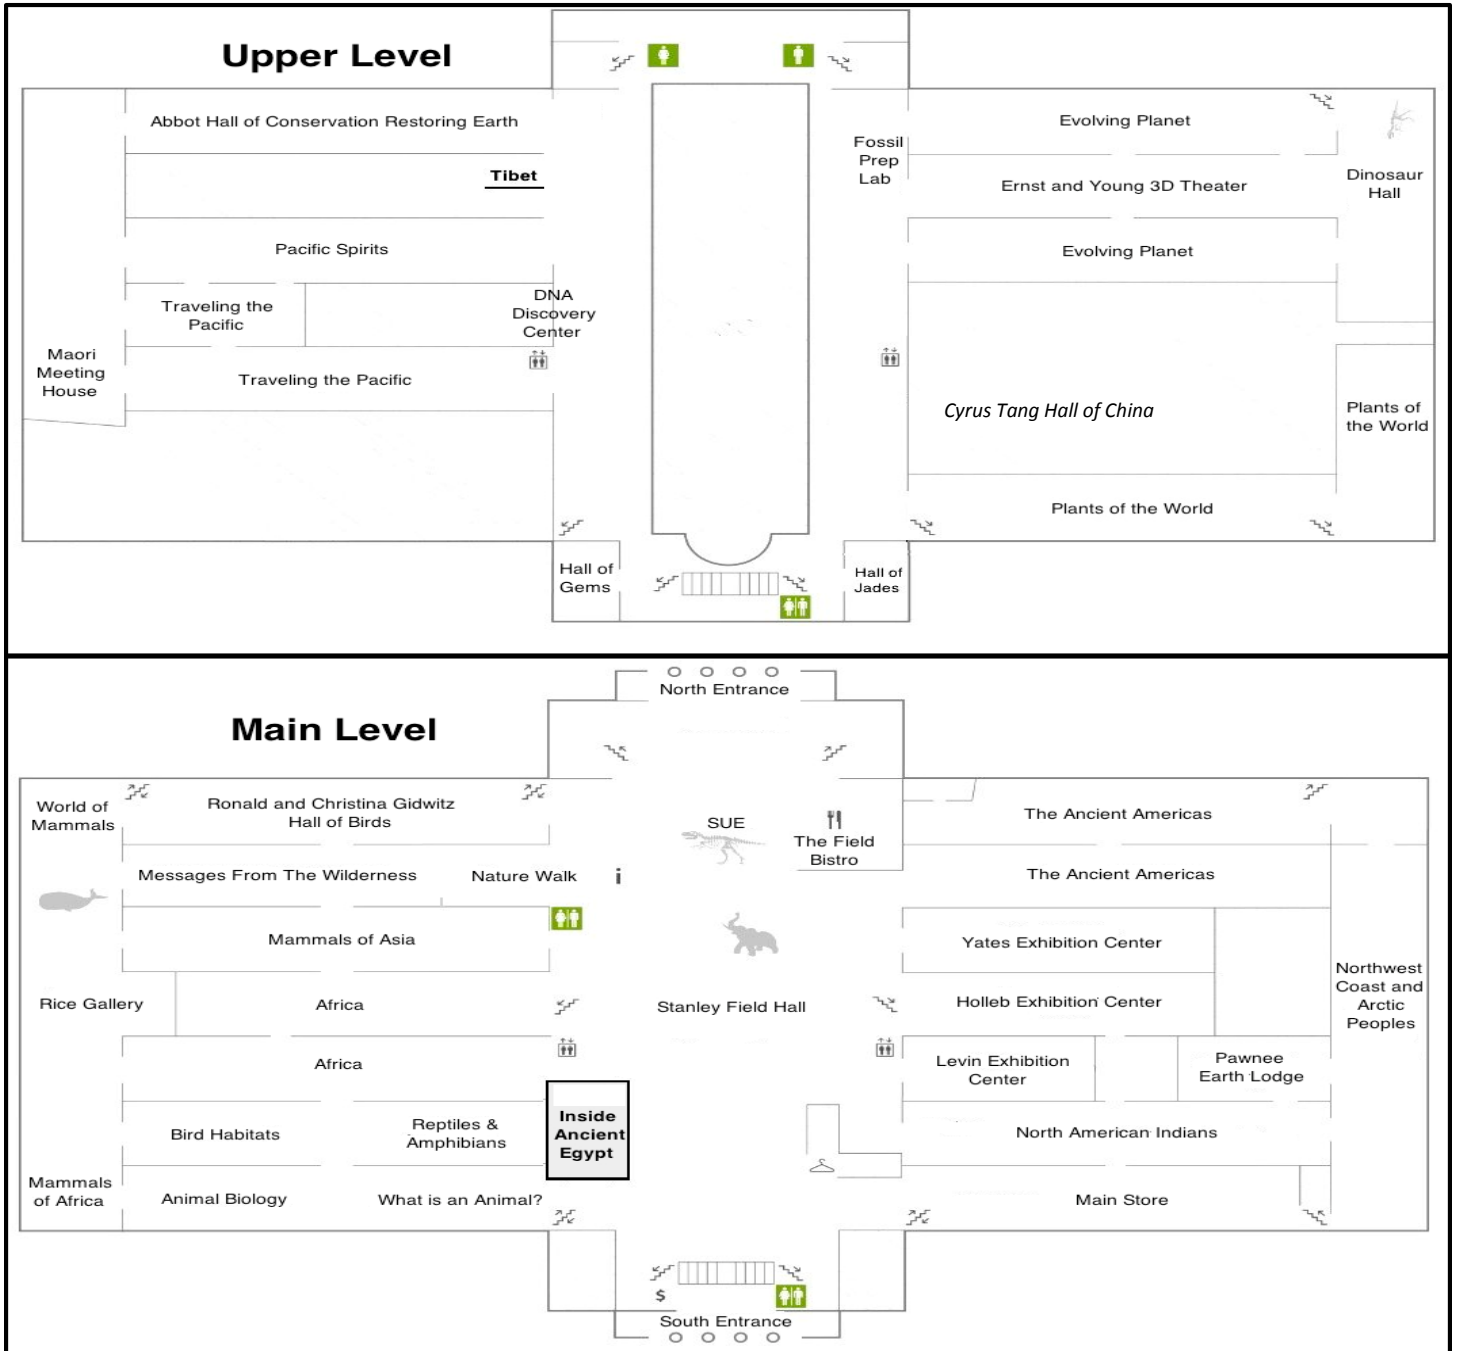 Upper Level
Abbot Hall of Conservation Restoring Earth
Tibet
Pacific Spirits
Traveling the
Pacific
DNA
Discovery
Center
Maori
Meeting
House
Traveling the Pacific
Hall of
Gems
Fossil
Prep
Lab
Evolving Planet
Ernst and Young 3D Theater
Dinosaur
Hall
Evolving Planet
Cyrus Tang Hall of China
Plants of
the World
Plants of the World
Hall of
Jades
Main Level
North Entrance
World of
Mammals
Ronald and Christina Gidwitz
Hall of Birds
Messages From The Wilderness
Nature Walk
i
Mammals of Asia
Rice Gallery
Africa
Africa
Bird Habitats
Reptiles &
Amphibians
Inside
Ancient
Egypt
Mammals
of Africa
Animal Biology
What is an Animal?
SUE
The Field
Bistro
Stanley Field Hall
The Ancient Americas
The Ancient Americas
Yates Exhibition Center
Holleb Exhibition Center
Northwest
Coast and
Arctic
Peoples
Levin Exhibition
Center
Pawnee
Earth Lodge
North American Indians
Main Store
$
South Entrance